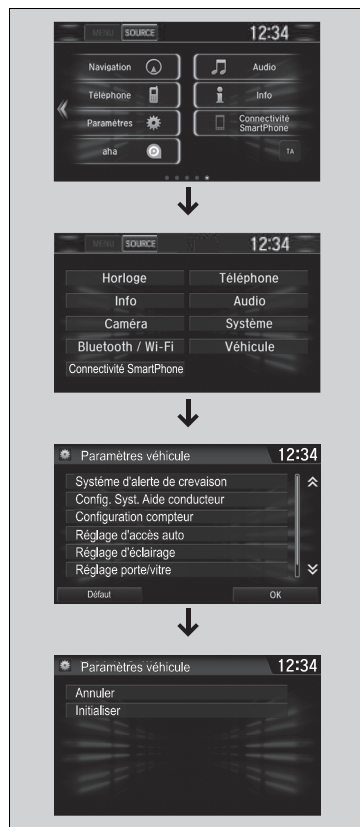 MENU SOURCE 12:34
Navigation Audio
Téléphone Info
Paramètres Connectivité SmartPhone
aha TA
MENU SOURCE 12:34
Horloge Téléphone
Info Audio
Caméra Système
Bluetooth / Wi-Fi Véhicule
Connectivité SmartPhone
Paramètres véhicule 12:34
Systéme d'alerte de crevaison
Config. Syst. Aide conducteur
Configuration compteur
Réglage d'accès auto
Réglage d'éclairage
Réglage porte/vitre
Défaut OK
Paramètres véhicule 12:34
Annuler
Initialiser